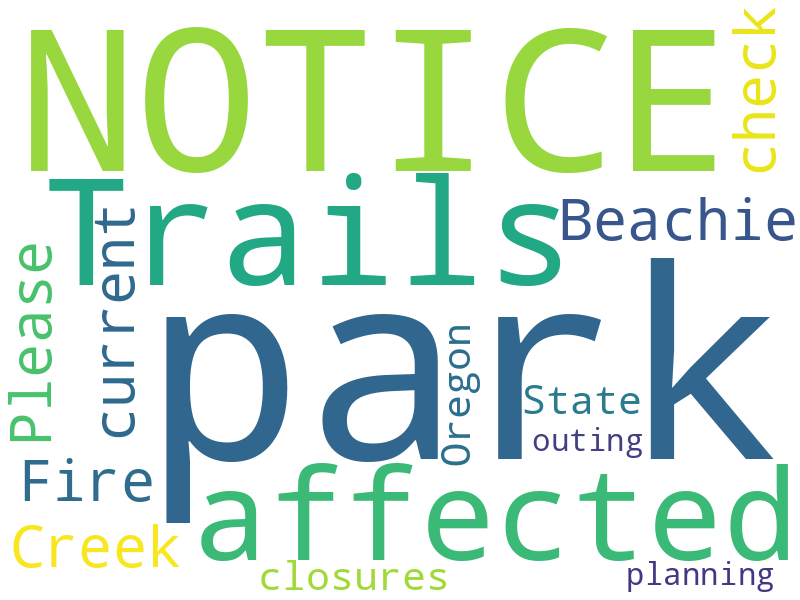 NOTICE
check
Trails
Beachie
current
Please
park
Oregon
State
outing
Fire
affected
Creek
closures
planning